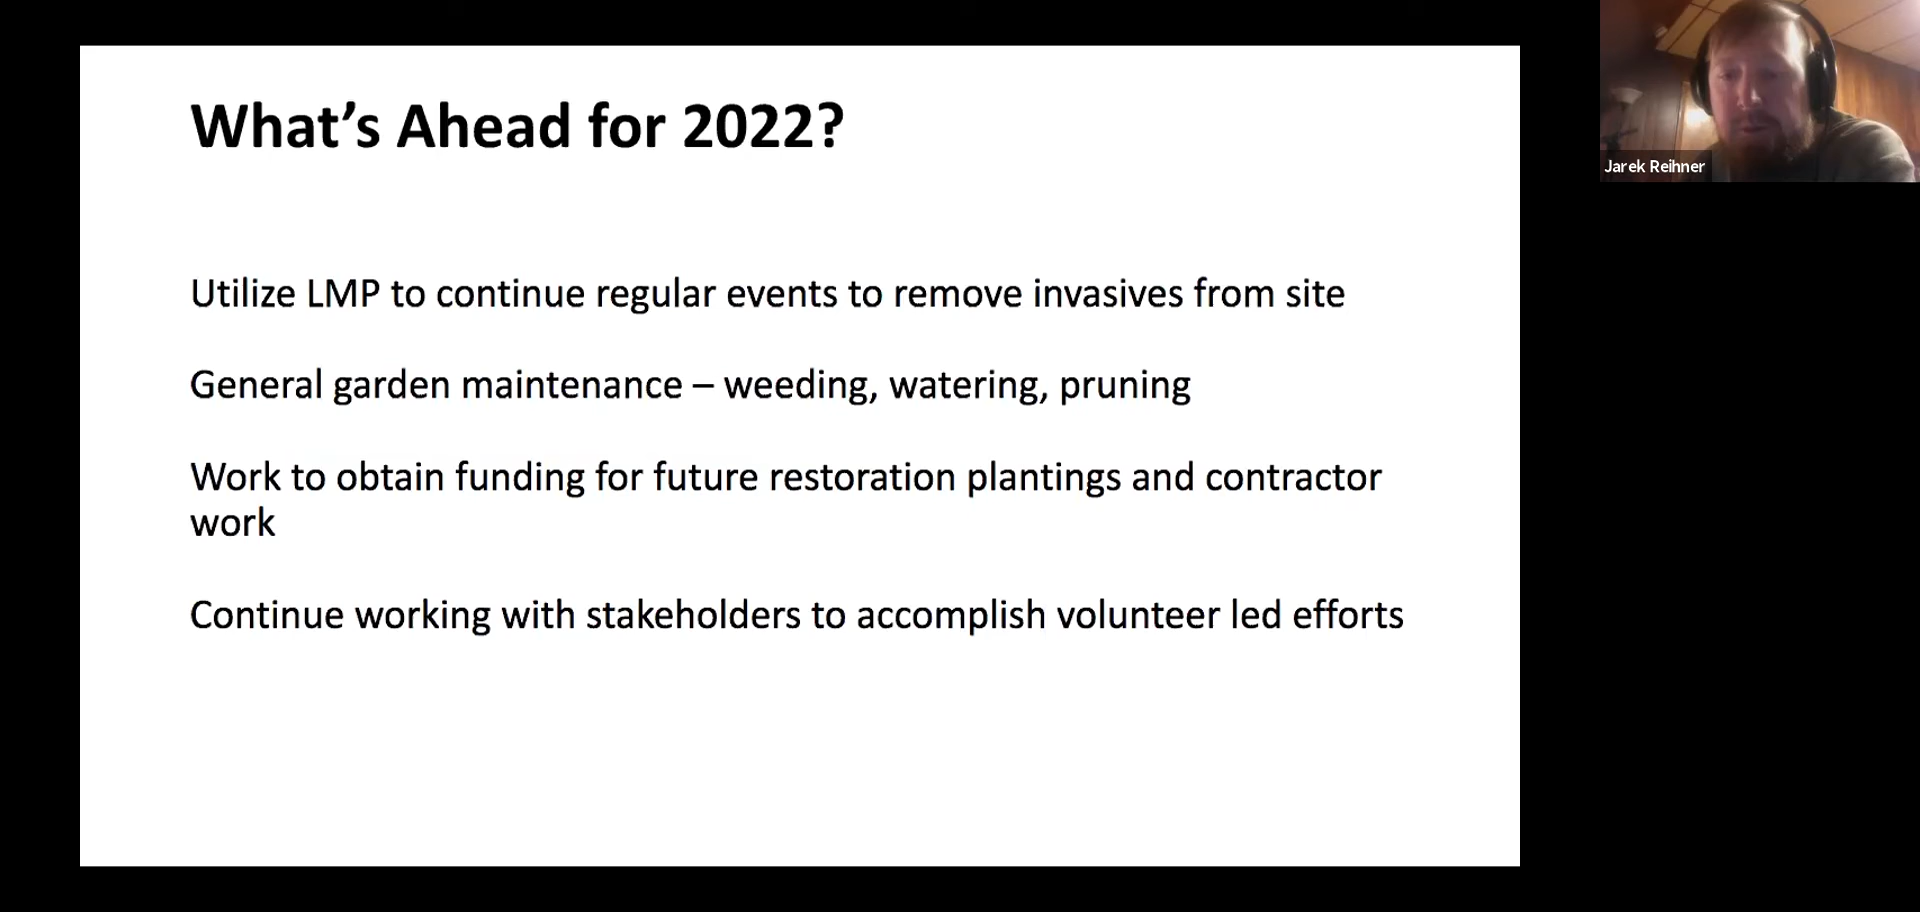 What’s Ahead for 2022?
Utilize LMP to continue regular events to remove invasives from site
General garden maintenance – weeding, watering, pruning
Work to obtain funding for future restoration plantings and contractor
work
Continue working with stakeholders to accomplish volunteer led efforts
Jarek Reihner